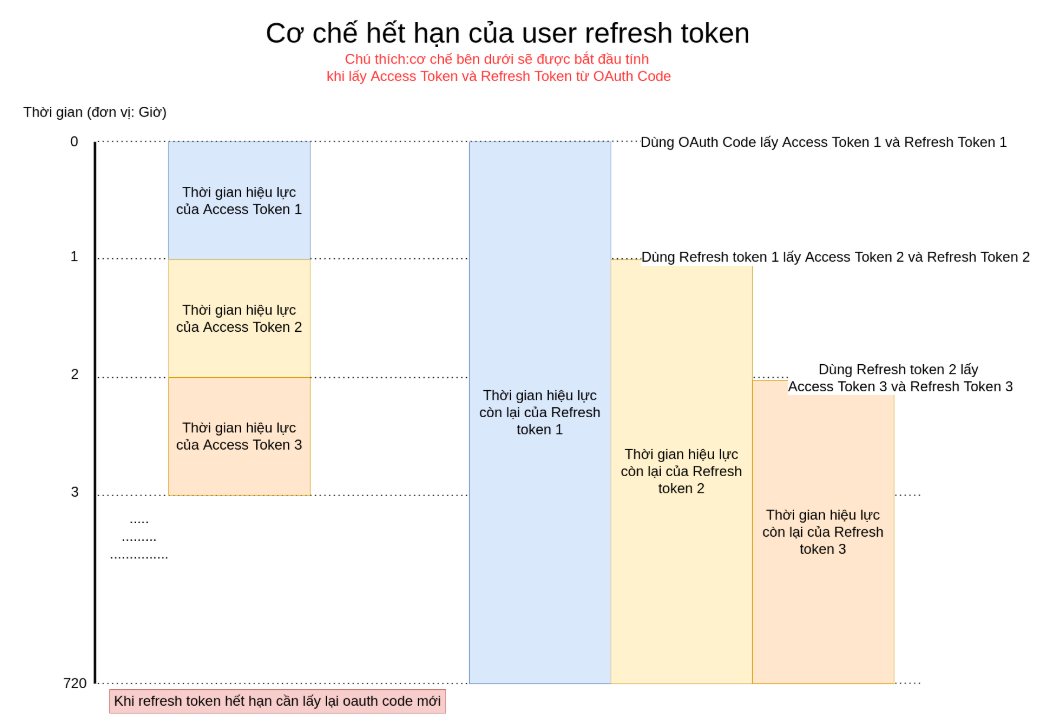 Cơ chế hết hạn của user refresh token
Chú thích:cơ chế bên dưới sẽ được bắt đầu tính
khi lấy Access Token và Refresh Token từ OAuth Code
Thời gian (đơn vị: Giờ)
0
Dùng OAuth Code lấy Access Token 1 và Refresh Token 1
Thời gian hiệu lực
của Access Token 1
1
Dùng Refresh token 1 lấy Access Token 2 và Refresh Token 2
Thời gian hiệu lực
của Access Token 2
2
Dùng Refresh token 2 lấy
Access Token 3 và Refresh Token 3
Thời gian hiệu lực
còn lại của Refresh
token 1
Thời gian hiệu lực
của Access Token 3
Thời gian hiệu lực
còn lại của Refresh
token 2
3
Thời gian hiệu lực
còn lại của Refresh
token 3
.....
.........
...............
720
Khi refresh token hết hạn cần lấy lại oauth code mới